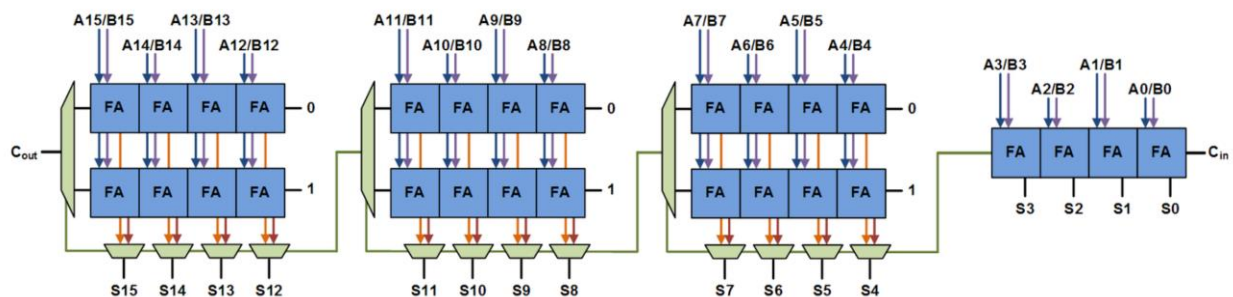 A15/B15 A13/B13 A11/B11 A9/B9 A7/B7 A5/B5
A14/B14 A12/B12 A10/B10 A8/B8 A6/B6 A4/B4
A3/B3 A1/B1
A2/B2 A0/B0
FA FA FA FA 0 FA FA FA FA 0 FA FA FA FA 0
Cout FA FA FA FA Cin
FA FA FA FA 1 FA FA FA FA 1 FA FA FA FA 1
S3 S2 S1 S0
S15 S14 S13 S12 S11 S10 S9 S8 S7 S6 S5 S4